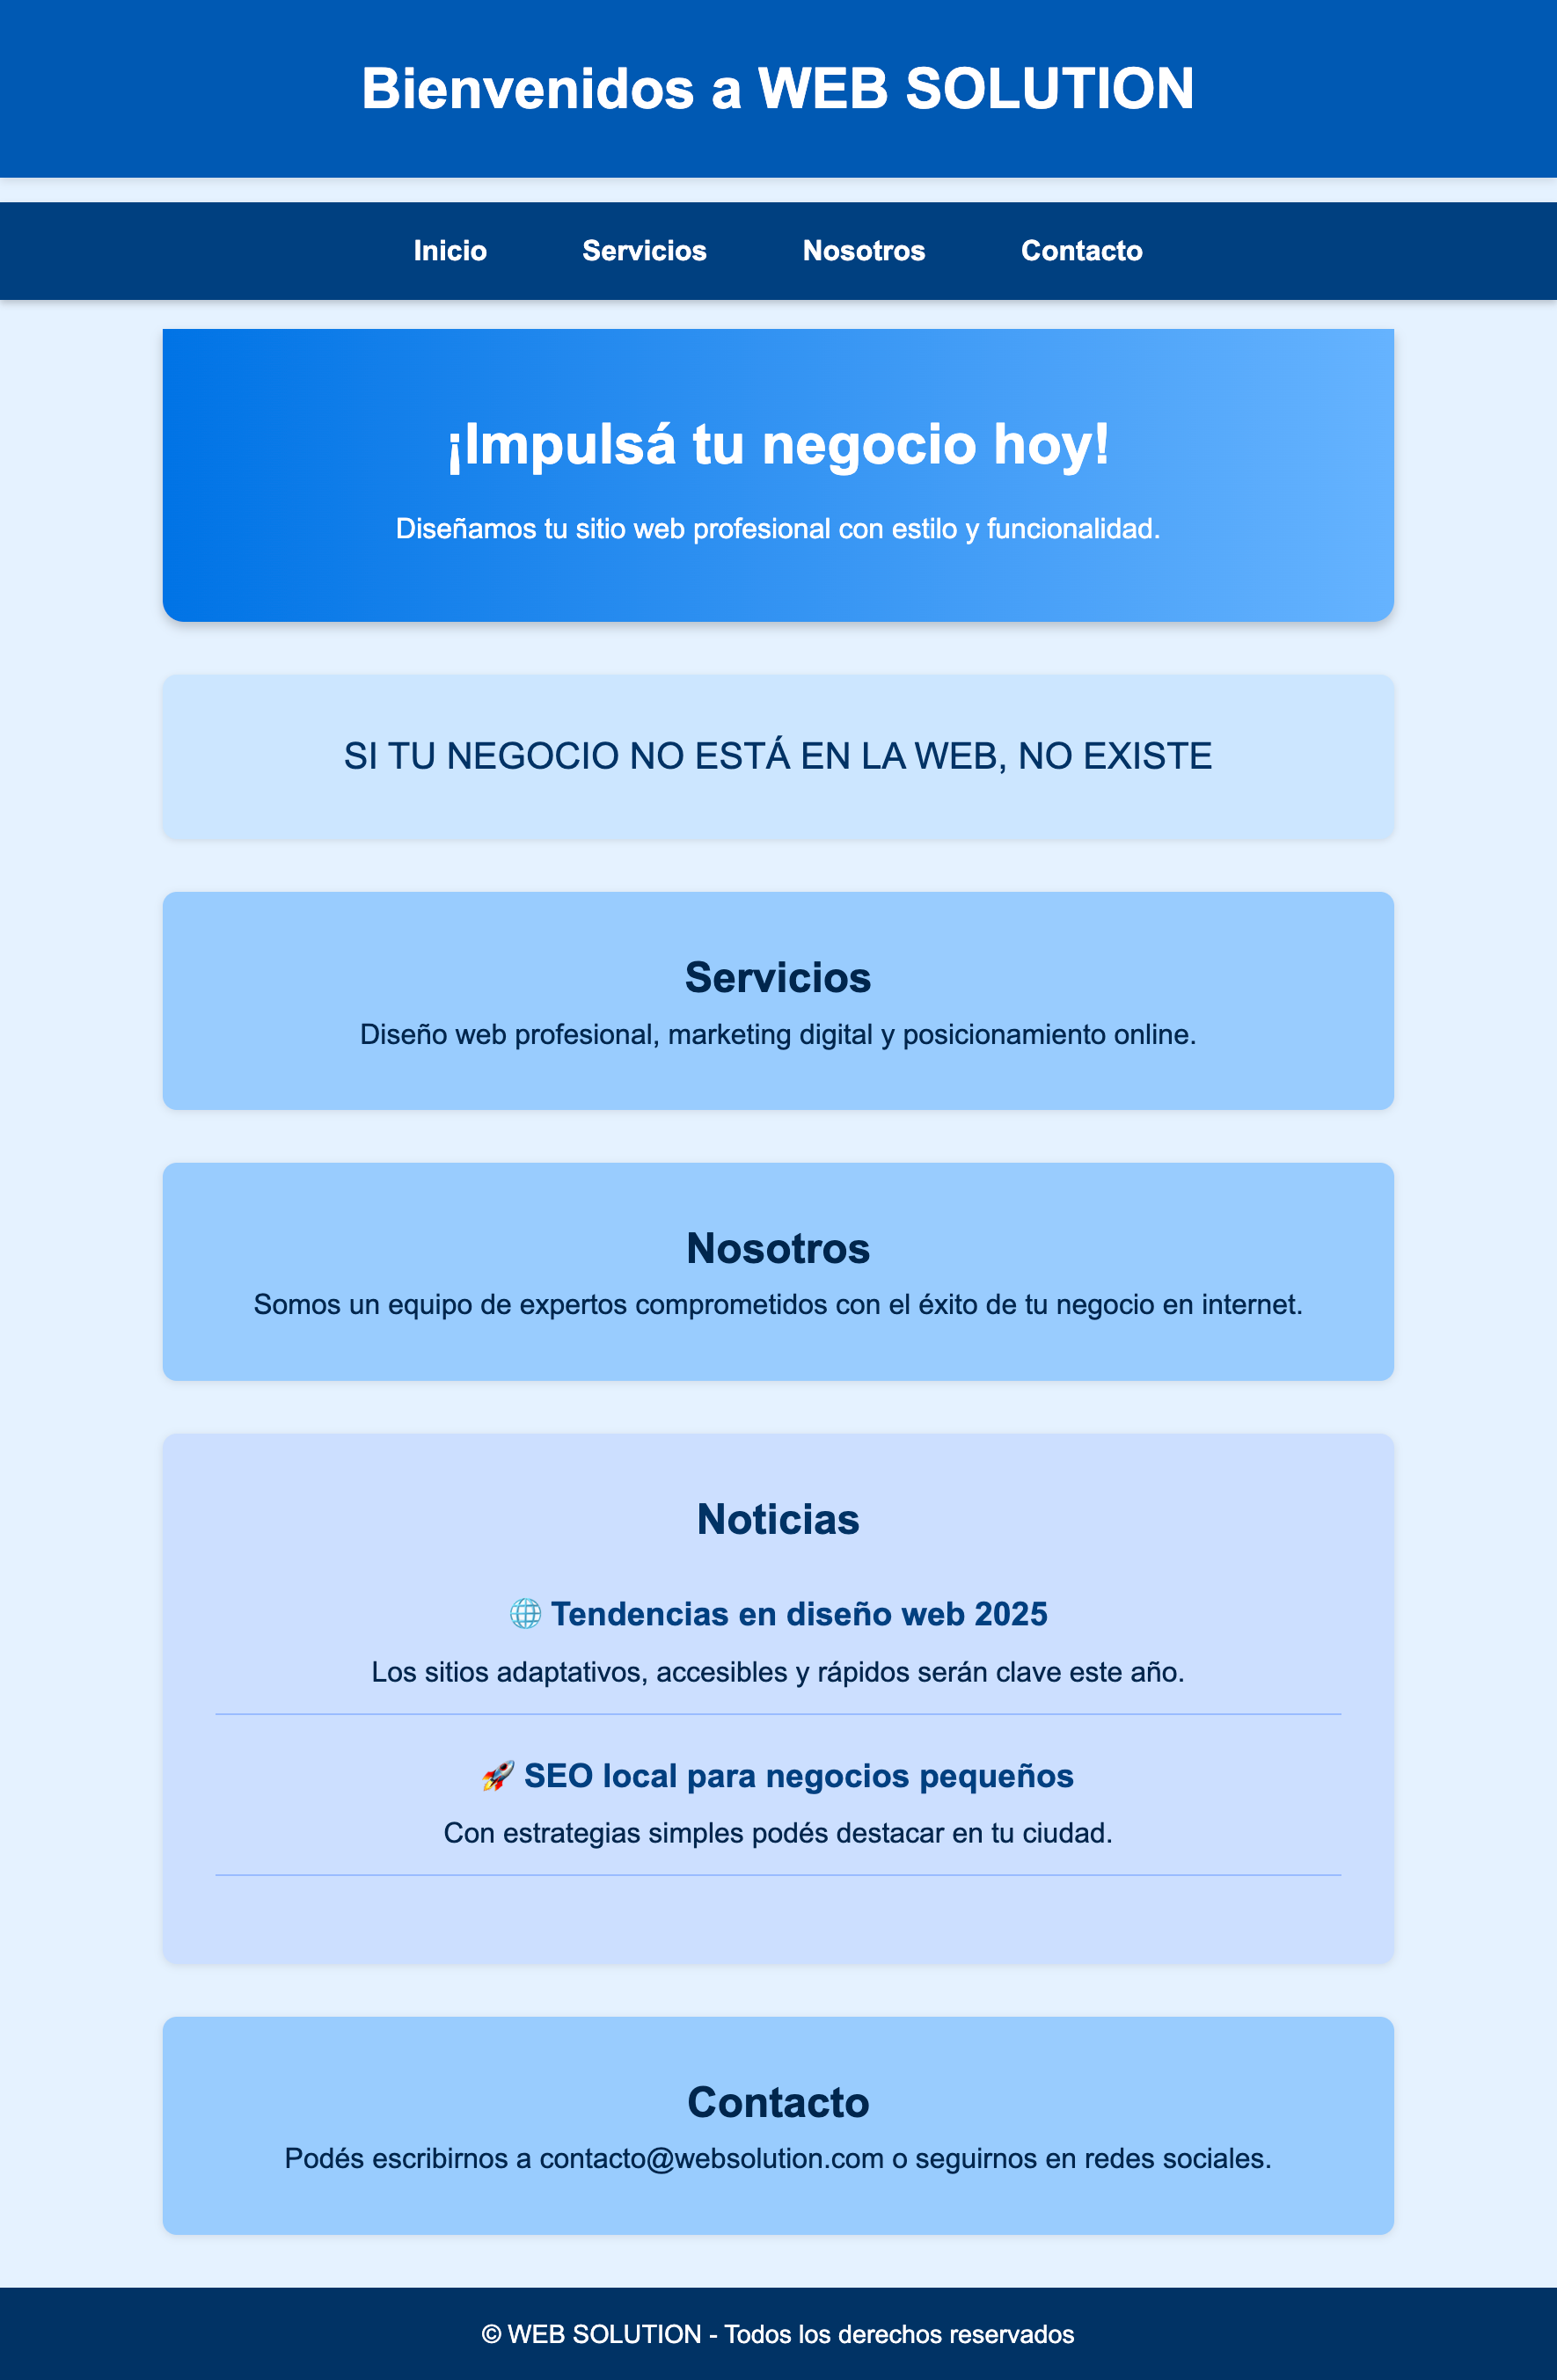 Bienvenidos a WEB SOLUTION
Inicio Servicios Nosotros Contacto
¡Impulsá tu negocio hoy!
Diseñamos tu sitio web profesional con estilo y funcionalidad.
SI TU NEGOCIO NO ESTÁ EN LA WEB, NO EXISTE
Servicios
Diseño web profesional, marketing digital y posicionamiento online.
Nosotros
Somos un equipo de expertos comprometidos con el éxito de tu negocio en internet.
Noticias
🌐 Tendencias en diseño web 2025
Los sitios adaptativos, accesibles y rápidos serán clave este año.
🚀 SEO local para negocios pequeños
Con estrategias simples podés destacar en tu ciudad.
Contacto
Podés escribirnos a contacto@websolution.com o seguirnos en redes sociales.
© WEB SOLUTION - Todos los derechos reservados